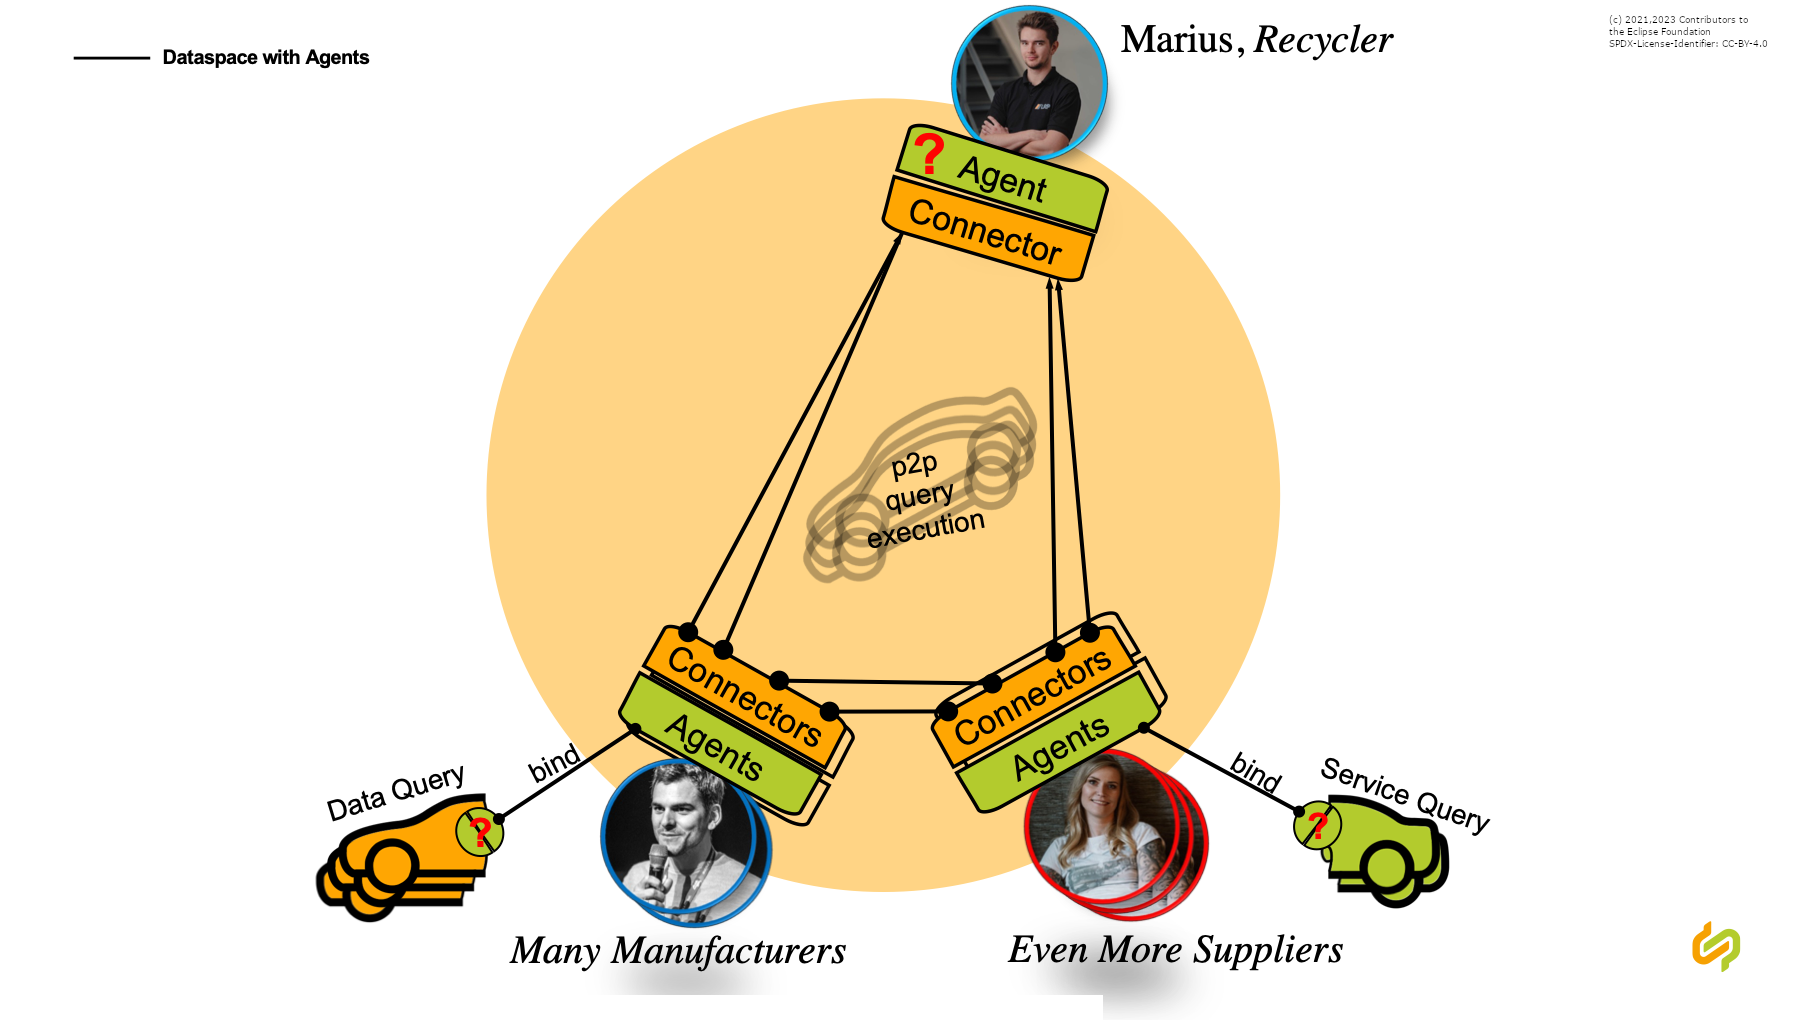 Dataspace with Agents
Marius, Recycler
(c) 2021,2023 Contributors to
the Eclipse Foundation
SPDX-License-Identifier: CC-BY-4.0
? Agent
Connector
p2p
query
execution
Connectors
Agents
Connectors
Agents
bind
Data Query
?
bind
Service Query
?
Many Manufacturers
Even More Suppliers